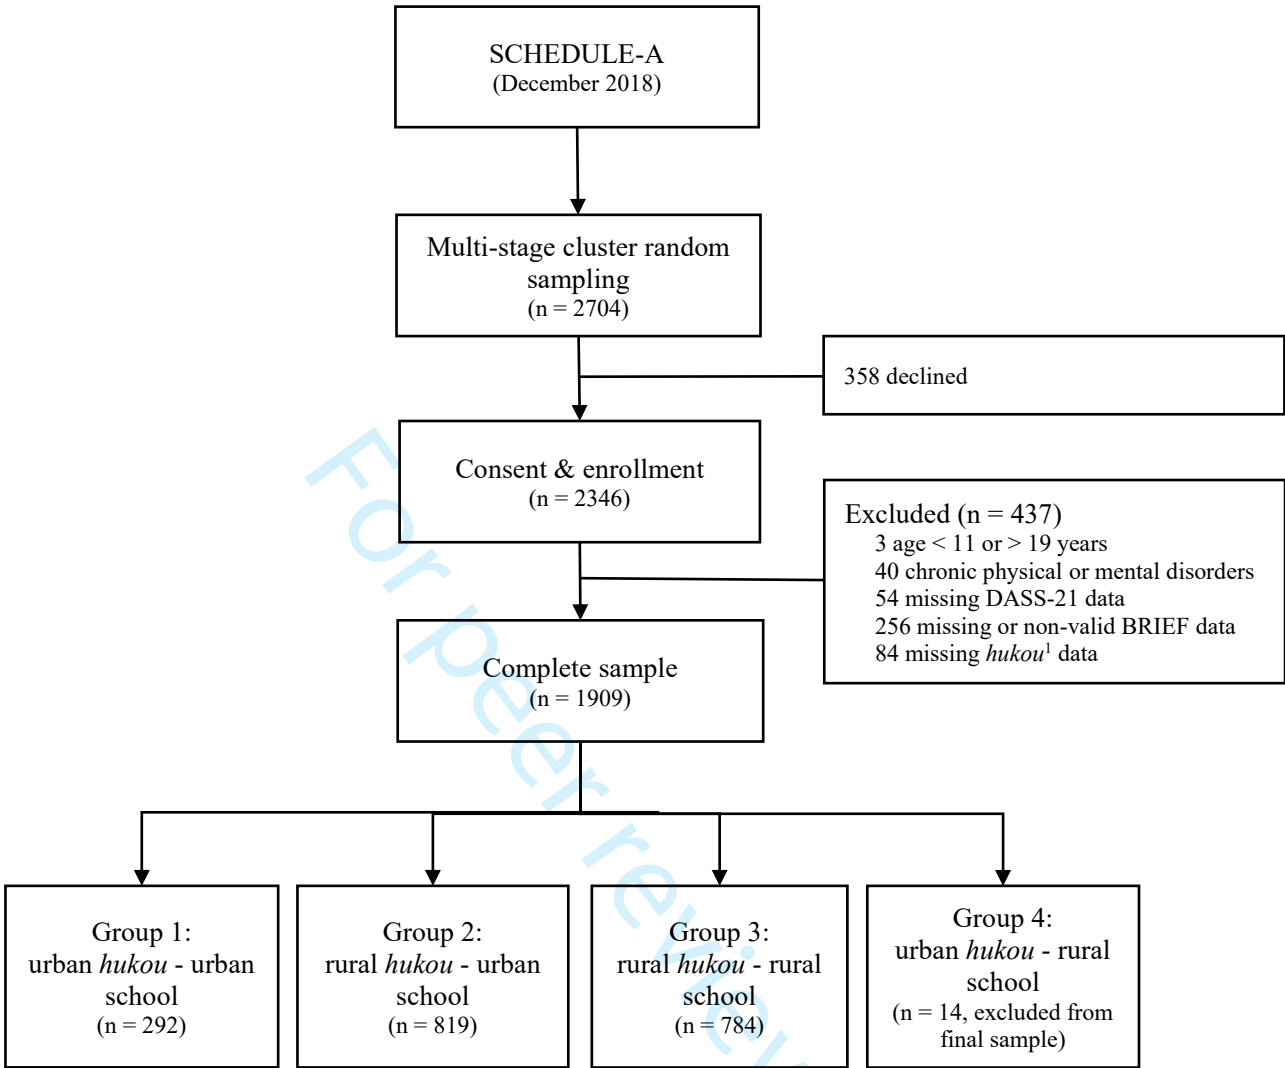 SCHEDULE-A
(December 2018)
Multi-stage cluster random
sampling
(n = 2704)
358 declined
Consent & enrollment
(n = 2346)
Excluded (n = 437)
3 age < 11 or > 19 years
40 chronic physical or mental disorders
54 missing DASS-21 data
256 missing or non-valid BRIEF data
84 missing hukou¹ data
Complete sample
(n = 1909)
Group 1:
urban hukou - urban
school
(n = 292)
Group 2:
rural hukou - urban
school
(n = 819)
Group 3:
rural hukou - rural
school
(n = 784)
Group 4:
urban hukou - rural
school
(n = 14, excluded from
final sample)
For peer review